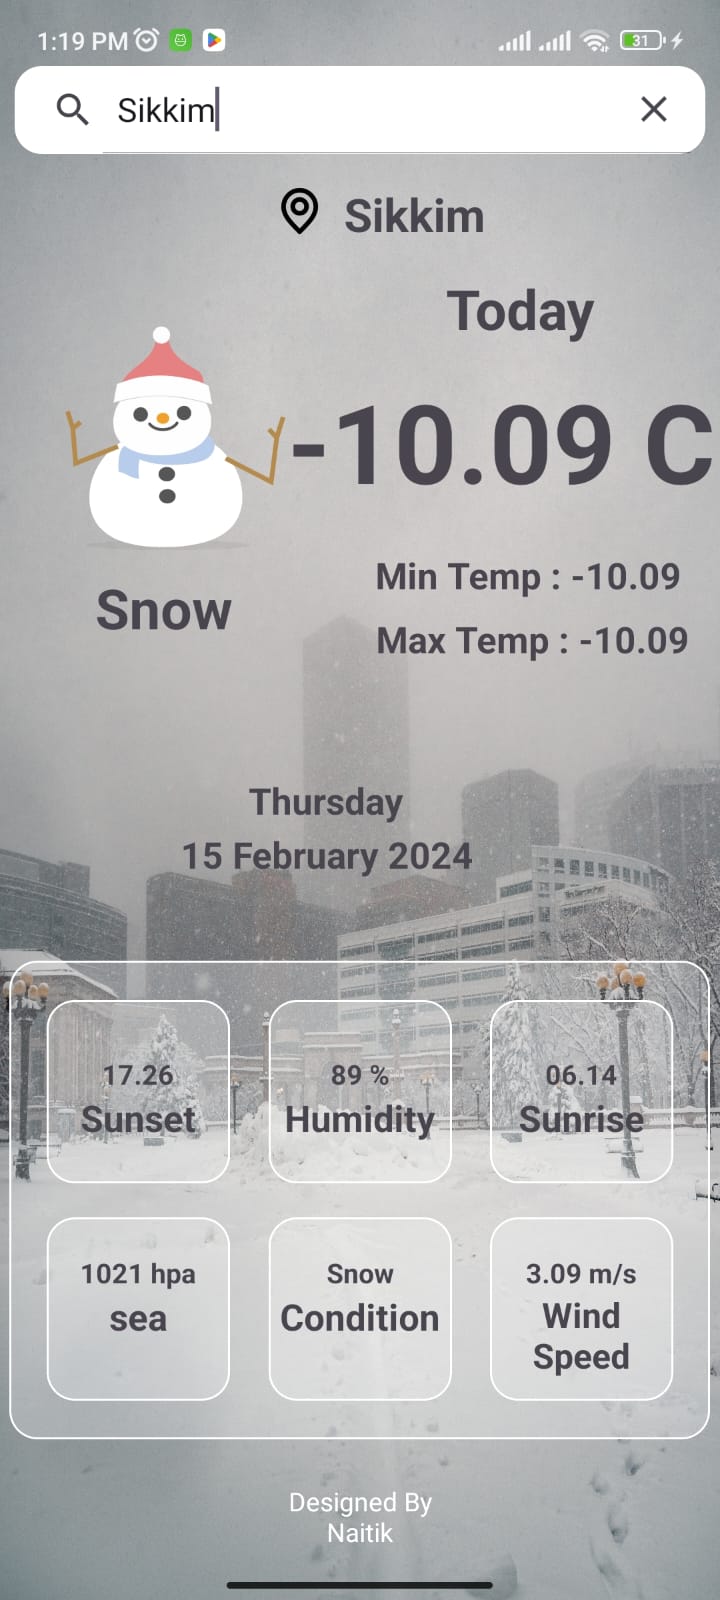 1:19 PM
31
Sikkim
Sikkim
Today
-10.09 C
Snow
Min Temp : -10.09
Max Temp : -10.09
Thursday
15 February 2024
17.26
Sunset
89 %
Humidity
06.14
Sunrise
1021 hpa
sea
Snow
Condition
3.09 m/s
Wind
Speed
Designed By
Naitik